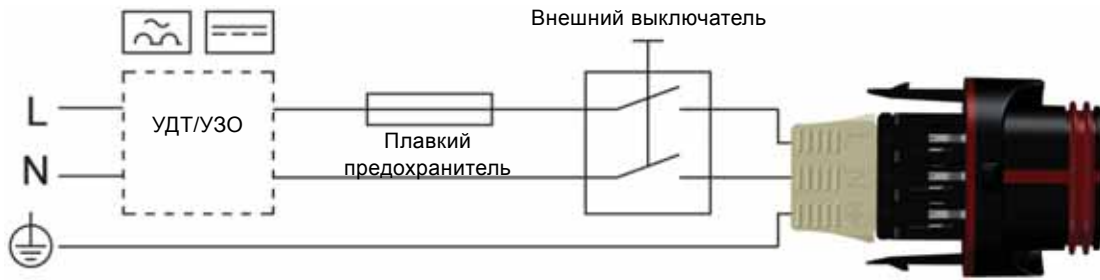 Внешний выключатель
L
УДТ/УЗО
Плавкий
предохранитель
N
L
N